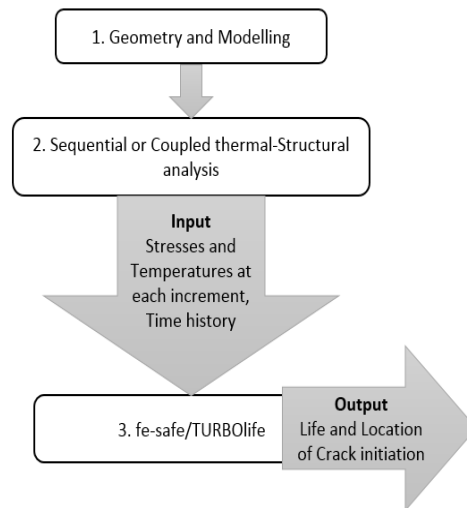 1. Geometry and Modelling
2. Sequential or Coupled thermal-Structural
analysis
Input
Stresses and
Temperatures at
each increment,
Time history
3. fe-safe/TURBOlife
Output
Life and Location
of Crack initiation